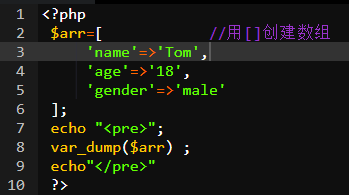 1 <?php
2 $arr=[ //用[]创建数组
3 'name'=>'Tom',
4 'age'=>'18',
5 'gender'=>'male'
6 ];
7 echo "<pre>";
8 var_dump($arr) ;
9 echo"</pre>"
10 ?>